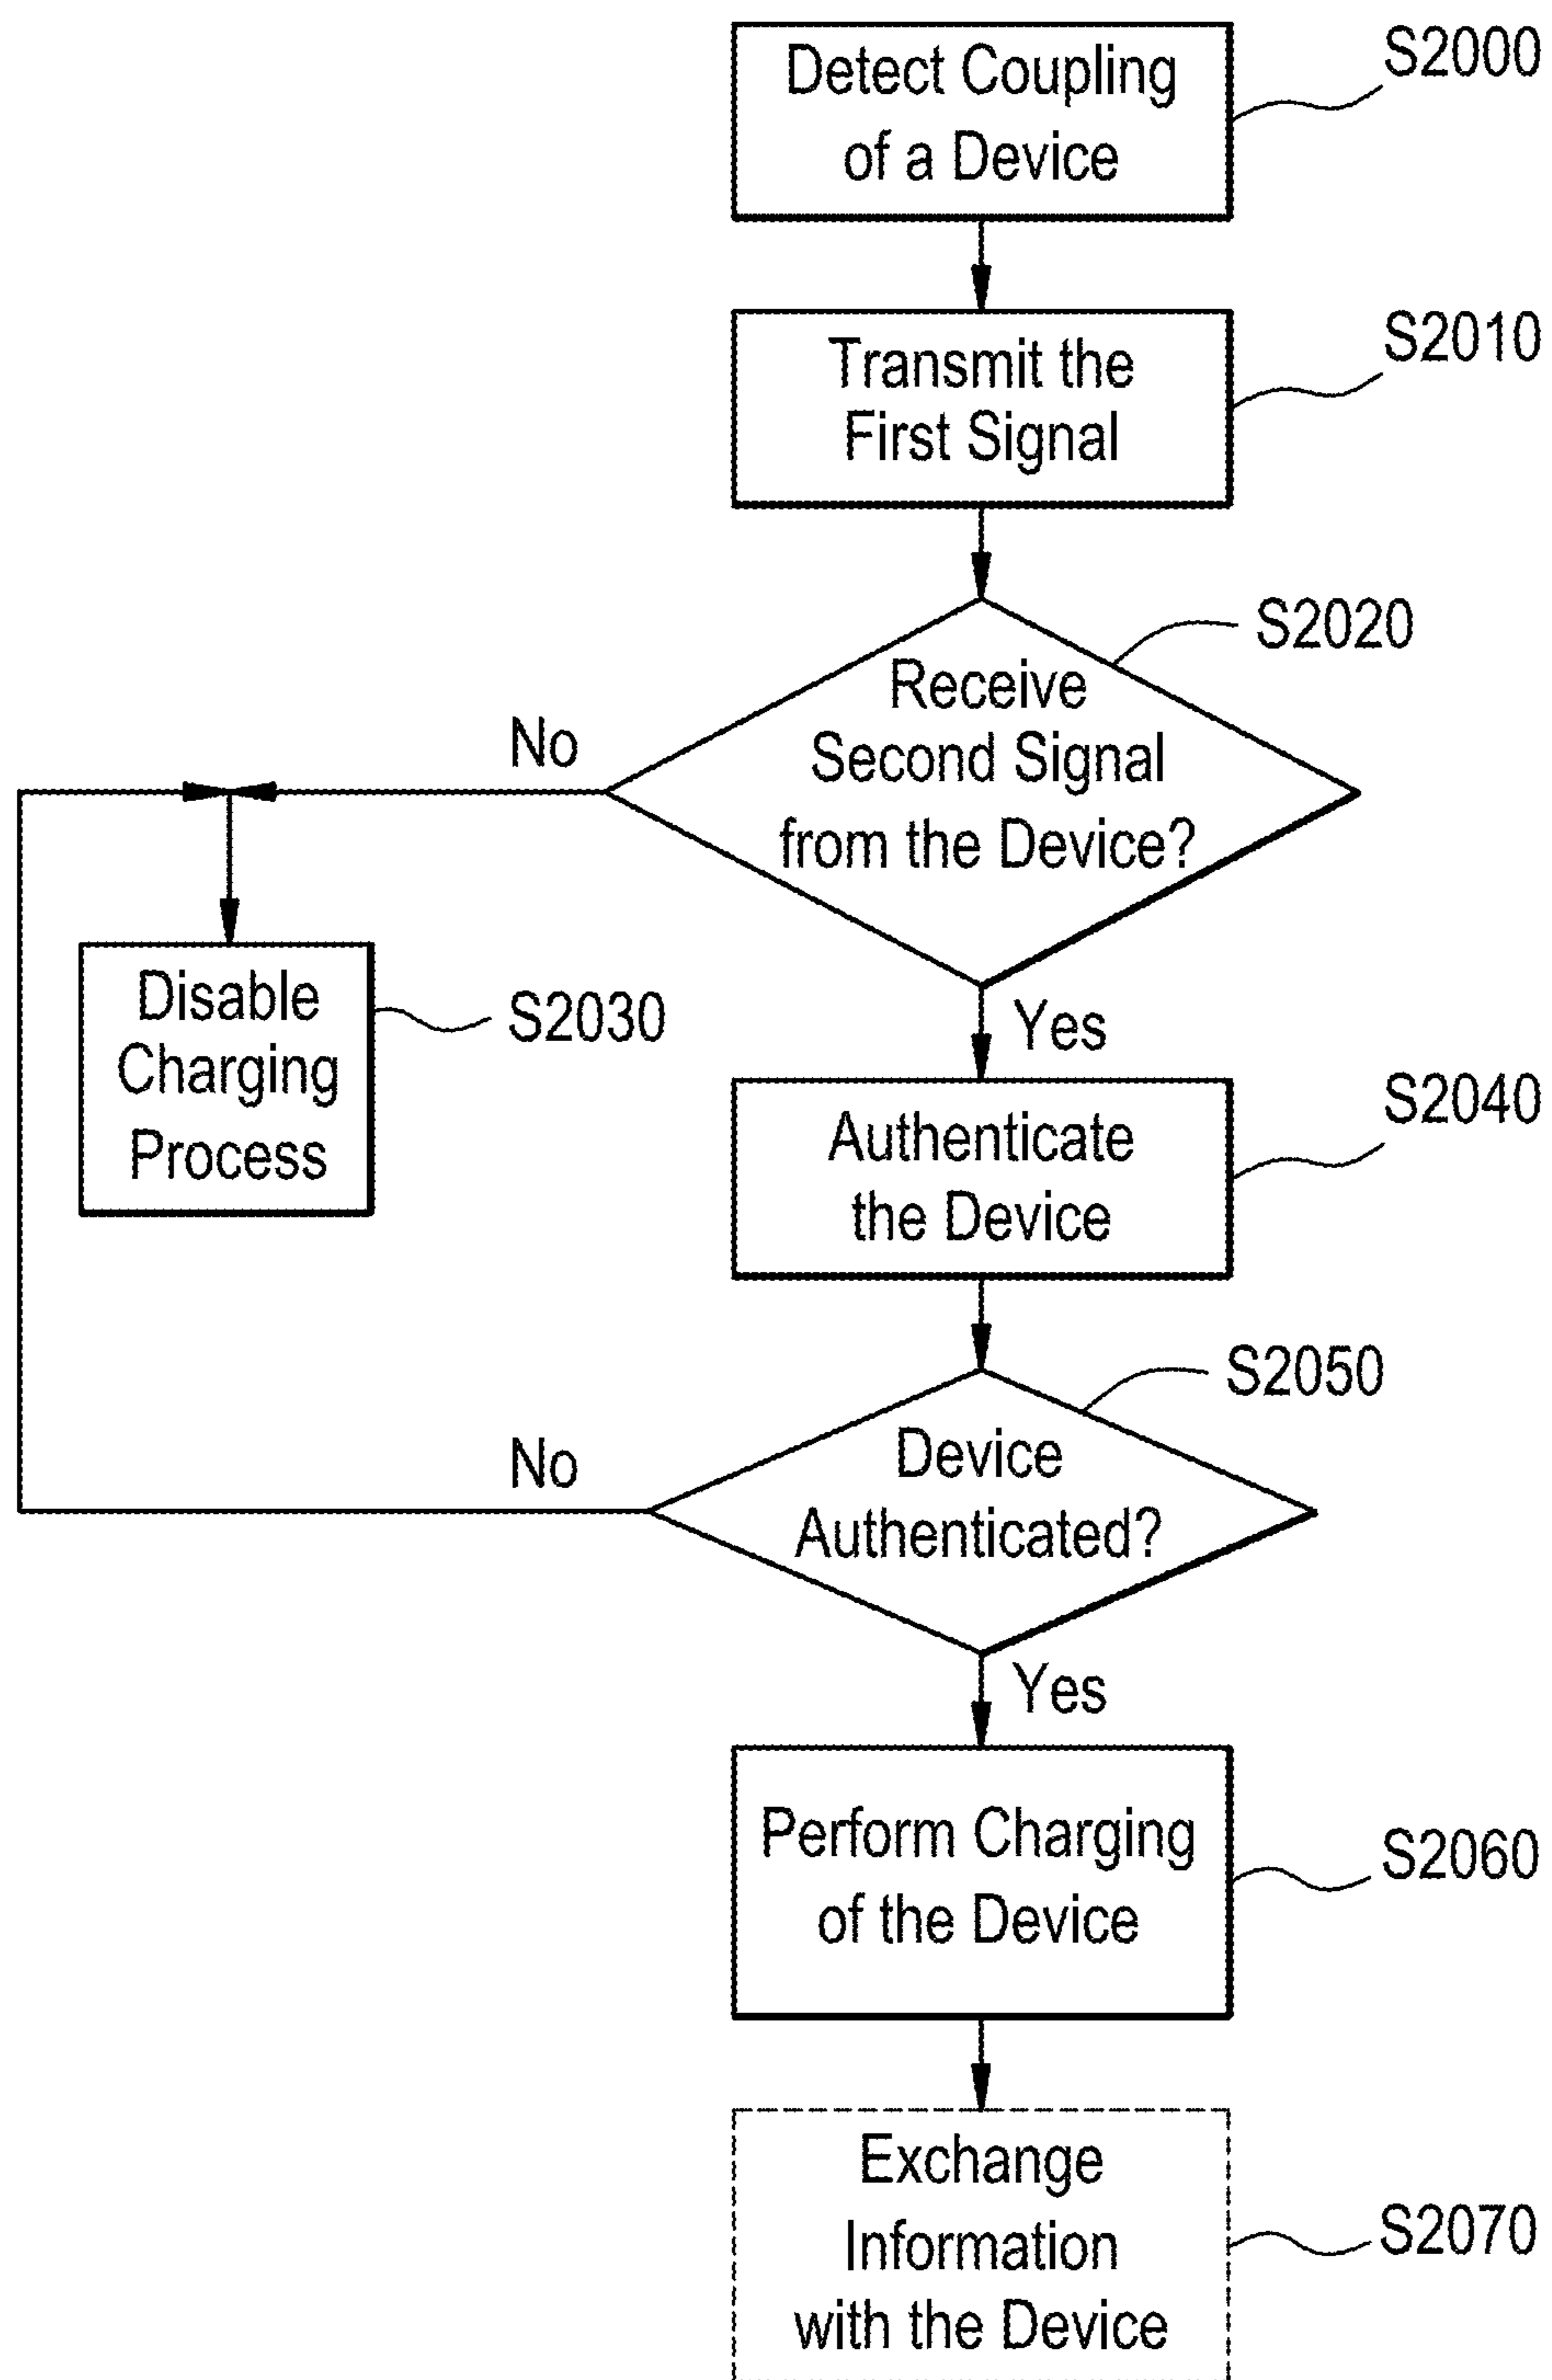 Detect Coupling
of a Device
S2000
Transmit the
First Signal
S2010
Receive
Second Signal
from the Device?
S2020
No
Disable
Charging
Process
S2030
Yes
Authenticate
the Device
S2040
Device
Authenticated?
S2050
No
Yes
Perform Charging
of the Device
S2060
Exchange
Information
with the Device
S2070